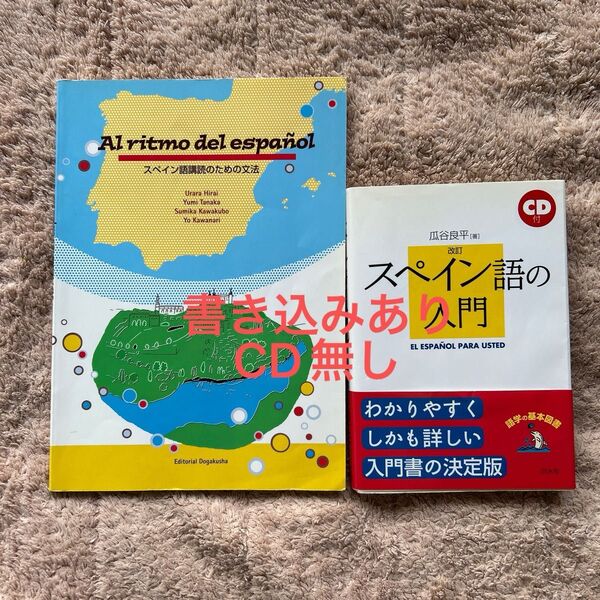 Al ritmo del español
スペイン語講読のための文法
Urara Hirai
Yumi Tanaka
Sumika Kawakubo
Yo Kawanari
Editorial Dogakusha
CD
付
瓜谷良平[著]
改訂
スペイン語の
入門
EL ESPAÑOL PARA USTED
わかりやすく
しかも詳しい
入門書の決定版
語学の基本図書
白水社
書き込みあり
CD無し